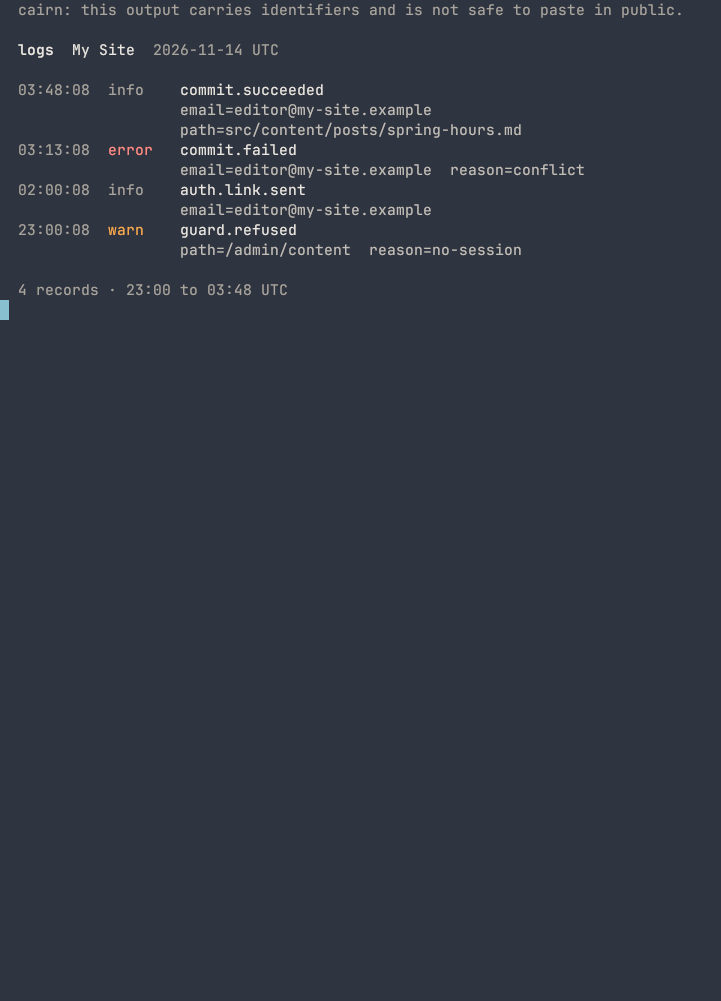 cairn: this output carries identifiers and is not safe to paste in public.
logs  My Site  2026-11-14 UTC
03:48:08  info    commit.succeeded
email=editor@my-site.example
path=src/content/posts/spring-hours.md
03:13:08  error   commit.failed
email=editor@my-site.example  reason=conflict
02:00:08  info    auth.link.sent
email=editor@my-site.example
23:00:08  warn    guard.refused
path=/admin/content  reason=no-session
4 records · 23:00 to 03:48 UTC